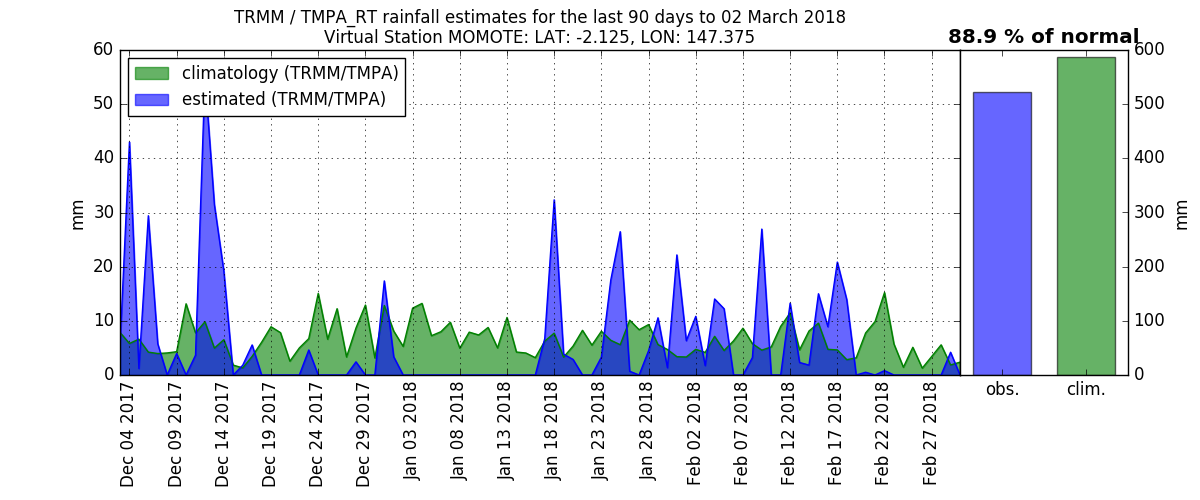 TRMM / TMPA_RT rainfall estimates for the last 90 days to 02 March 2018
Virtual Station MOMOTE: LAT: -2.125, LON: 147.375
88.9 % of normal
climatology (TRMM/TMPA)
estimated (TRMM/TMPA)
mm
60
50
40
30
20
10
0
Dec 04 2017
Dec 09 2017
Dec 14 2017
Dec 19 2017
Dec 24 2017
Dec 29 2017
Jan 03 2018
Jan 08 2018
Jan 13 2018
Jan 18 2018
Jan 23 2018
Jan 28 2018
Feb 02 2018
Feb 07 2018
Feb 12 2018
Feb 17 2018
Feb 22 2018
Feb 27 2018
obs.
clim.
600
500
400
300
200
100
0
mm